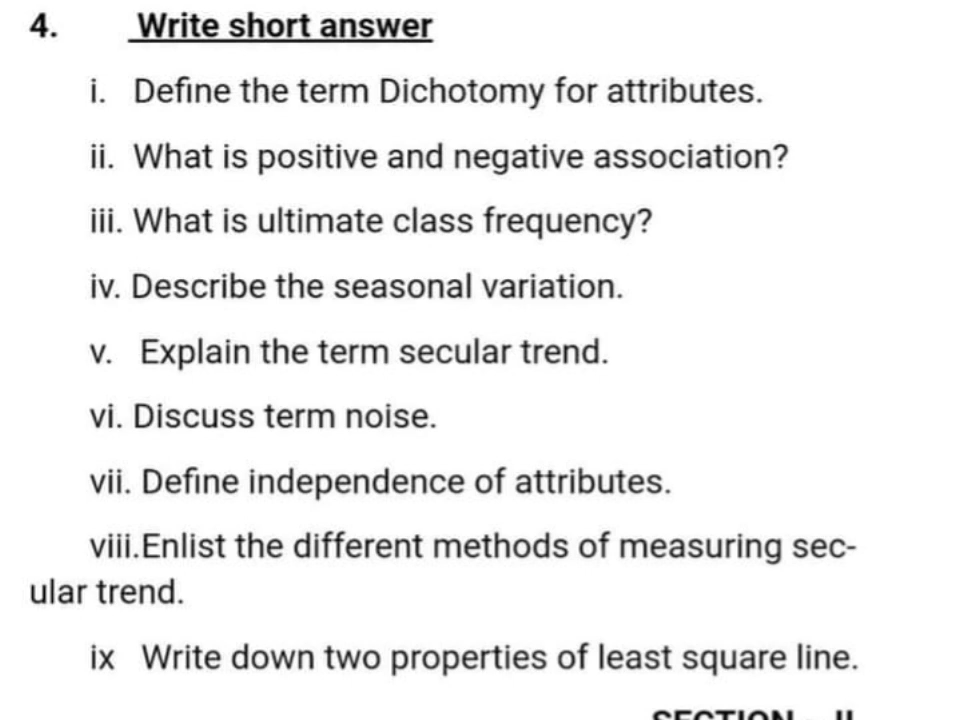 4. Write short answer
i. Define the term Dichotomy for attributes.
ii. What is positive and negative association?
iii. What is ultimate class frequency?
iv. Describe the seasonal variation.
v. Explain the term secular trend.
vi. Discuss term noise.
vii. Define independence of attributes.
viii.Enlist the different methods of measuring sec-
ular trend.
ix Write down two properties of least square line.
SECTION - II